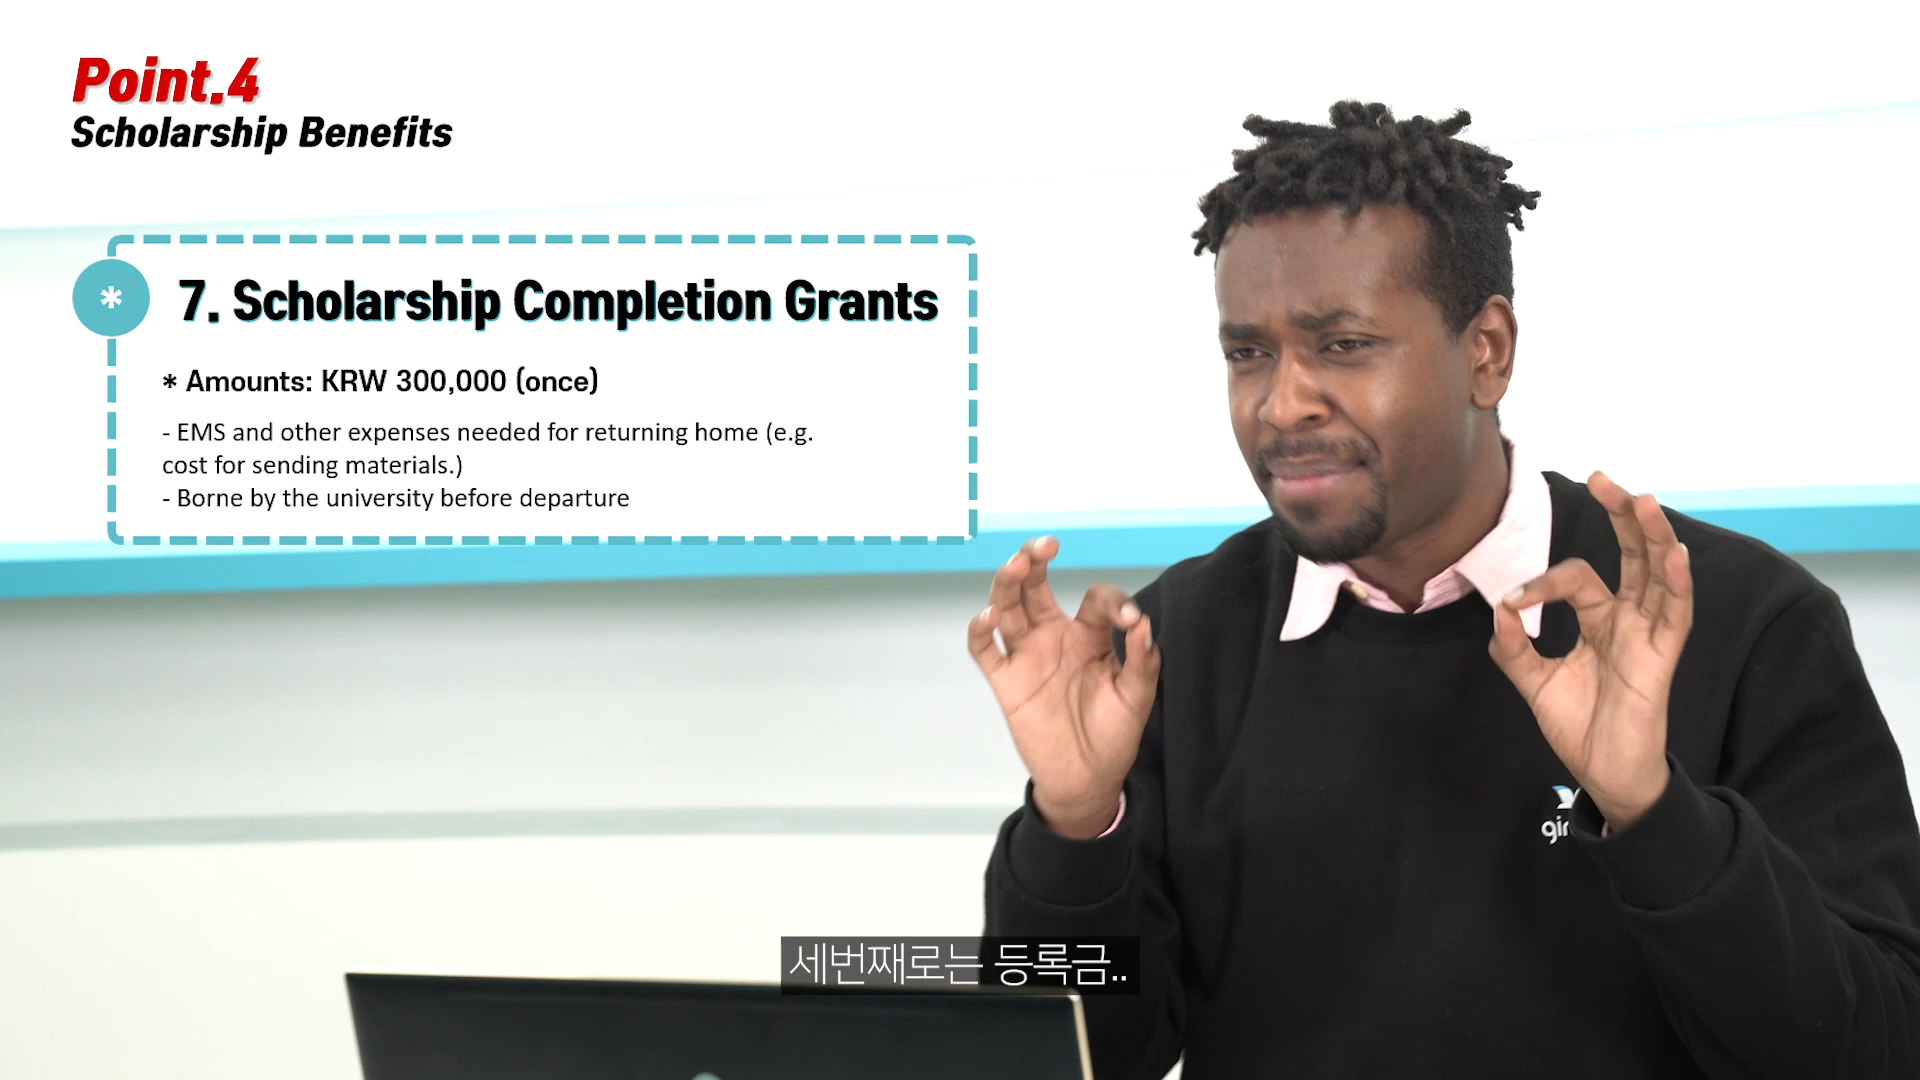 Point.4
Scholarship Benefits
*
7. Scholarship Completion Grants
* Amounts: KRW 300,000 (once)
- EMS and other expenses needed for returning home (e.g.
cost for sending materials.)
- Borne by the university before departure
세번째로는 등록금..